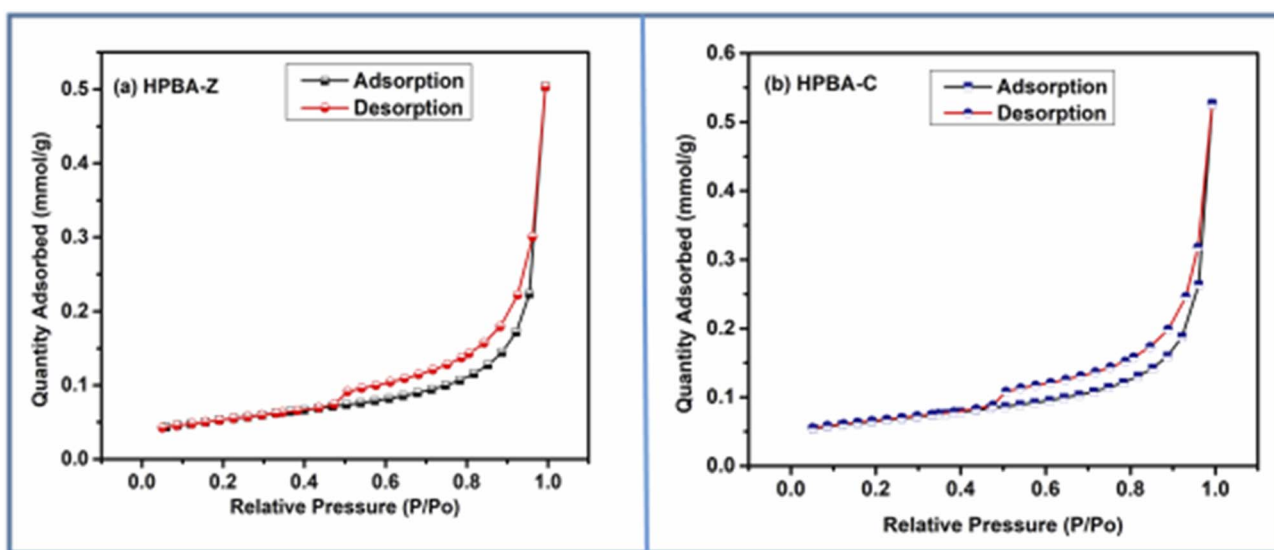 (a) HPBA-Z
Adsorption
Desorption
Quantity Adsorbed (mmol/g)
0.5
0.4
0.3
0.2
0.1
0.0
0.0 0.2 0.4 0.6 0.8 1.0
Relative Pressure (P/Po)
(b) HPBA-C
Adsorption
Desorption
Quantity Adsorbed (mmol/g)
0.6
0.5
0.4
0.3
0.2
0.1
0.0
0.0 0.2 0.4 0.6 0.8 1.0
Relative Pressure (P/Po)